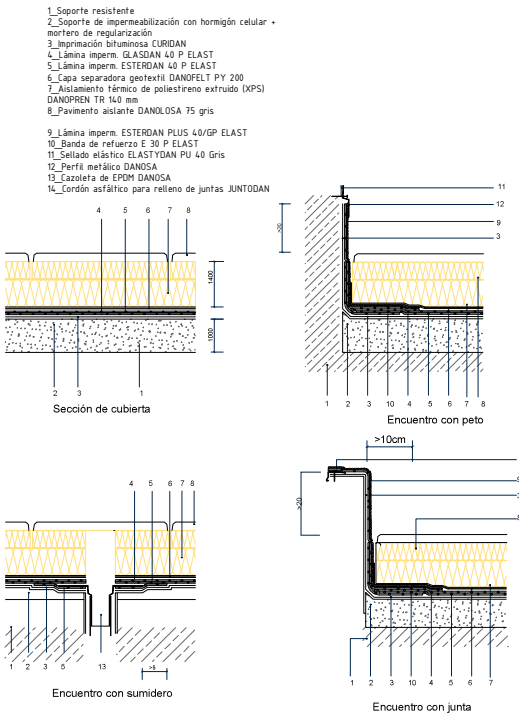 1_Soporte resistente
2_Soporte de impermeabilización con hormigón celular +
mortero de regularización
3_Imprimación bituminosa CURIDAN
4_Lámina imperm. GLASDAN 40 P ELAST
5_Lámina imperm. ESTERDAN 40 P ELAST
6_Capa separadora geotextil DANOFELT PY 200
7_Aislamiento térmico de poliestireno extruido (XPS)
DANOPREN TR 140 mm
8_Pavimento aislante DANOLOSA 75 gris
9_Lámina imperm. ESTERDAN PLUS 40/GP ELAST
10_Banda de refuerzo E 30 P ELAST
11_Sellado elástico ELASTYDAN PU 40 Gris
12_Perfil metálico DANOSA
13_Cazoleta de EPDM DANOSA
14_Cordón asfáltico para relleno de juntas JUNTODAN
4 5 6 7 8
1400
1000
2 3 1
Sección de cubierta
11
12
9
3
>20
1 2 3 10 4 5 6 7 8
Encuentro con peto
4 5 6 7 8
1 2 3 5 13
>5
Encuentro con sumidero
>10cm
>20
1 2 3 10 4 5 6 7
Encuentro con junta